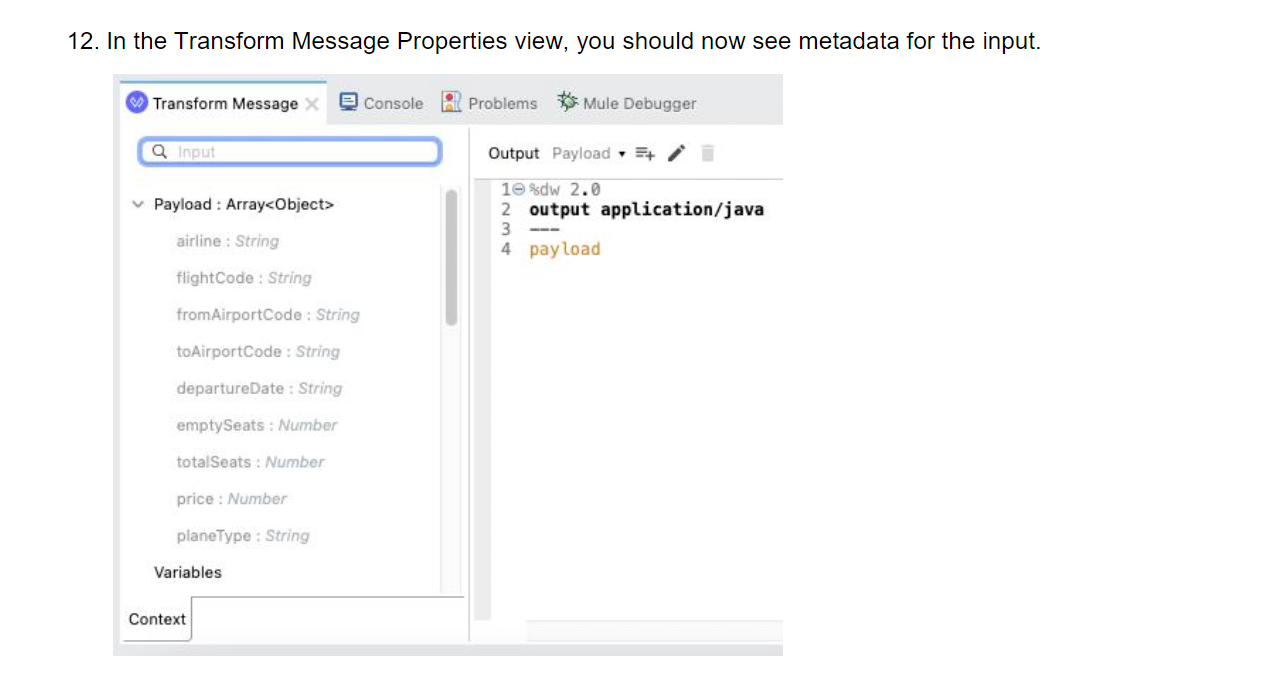 12. In the Transform Message Properties view, you should now see metadata for the input.
Transform Message Console Problems Mule Debugger
Input
Output Payload
Payload : Array<Object>
airline : String
flightCode : String
fromAirportCode : String
toAirportCode : String
departureDate : String
emptySeats : Number
totalSeats : Number
price : Number
planeType : String
Variables
Context
1 %dw 2.0
2 output application/java
3 ---
4 payload